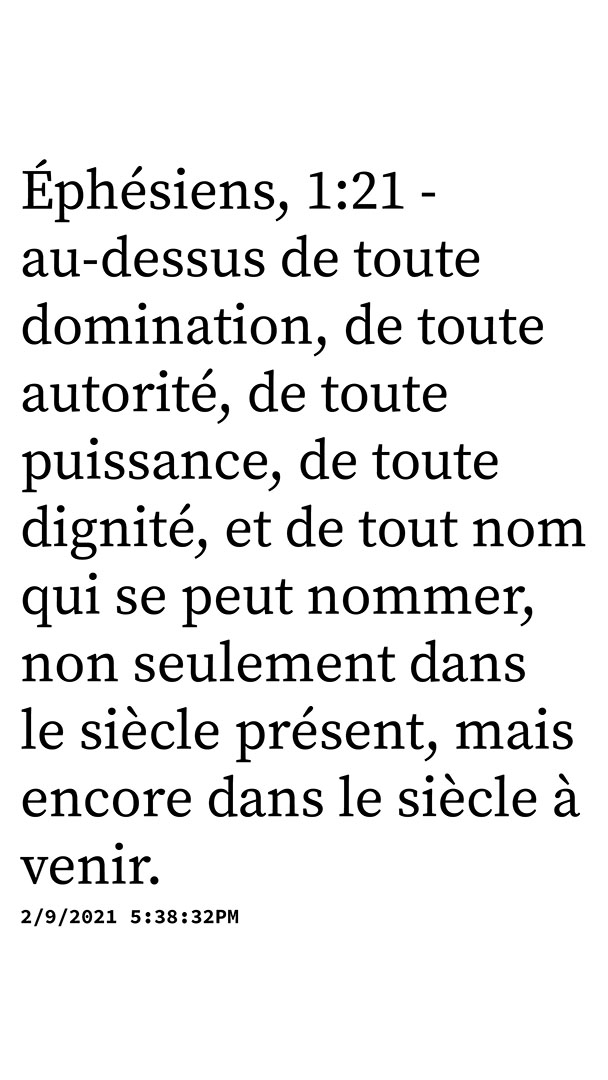 Éphésiens, 1:21 -
au-dessus de toute
domination, de toute
autorité, de toute
puissance, de toute
dignité, et de tout nom
qui se peut nommer,
non seulement dans
le siècle présent, mais
encore dans le siècle à
venir.
2/9/2021 5:38:32PM